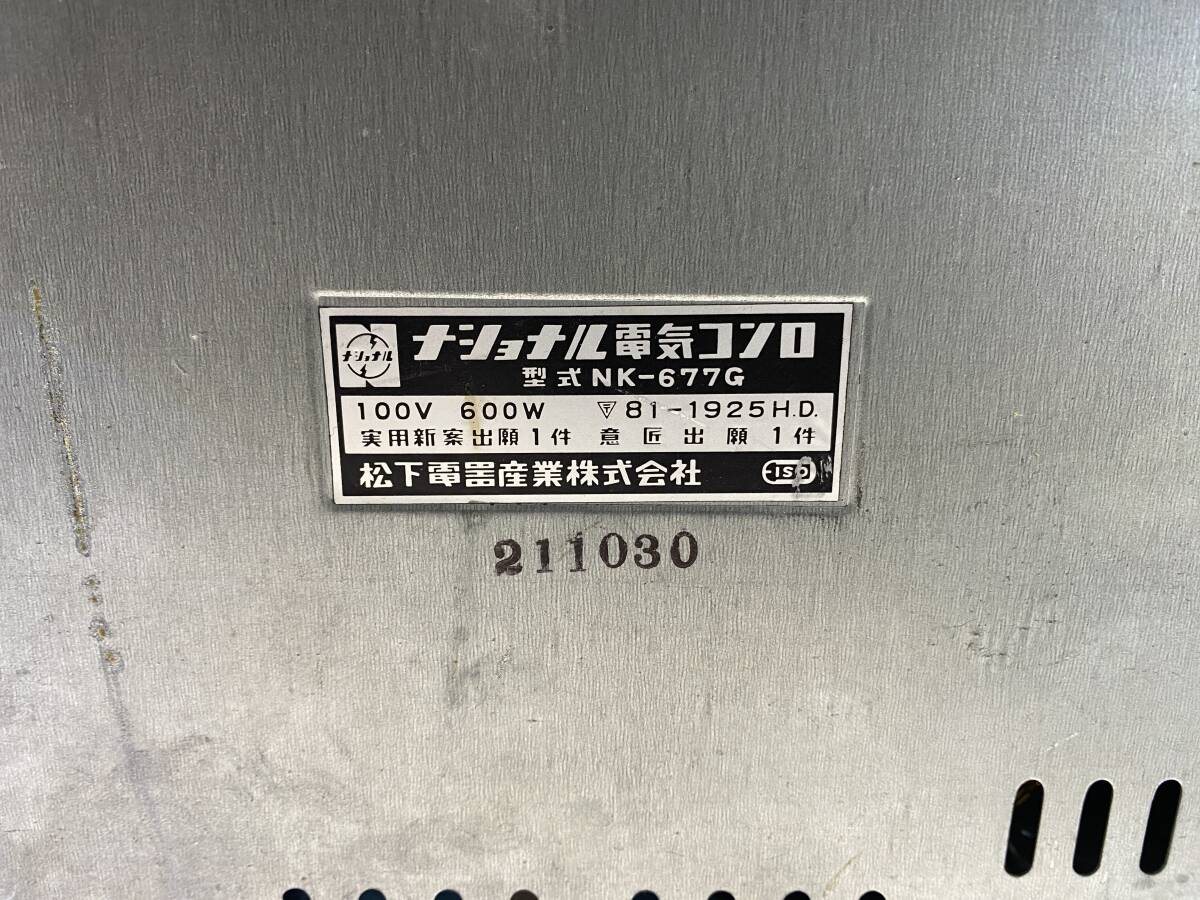 ナショナル
ナショナル電気コンロ
型式 NK-677G
100V 600W 〒81-1925 H.D.
実用新案出願1件 意匠出願1件
松下電器産業株式会社
ISO
211030